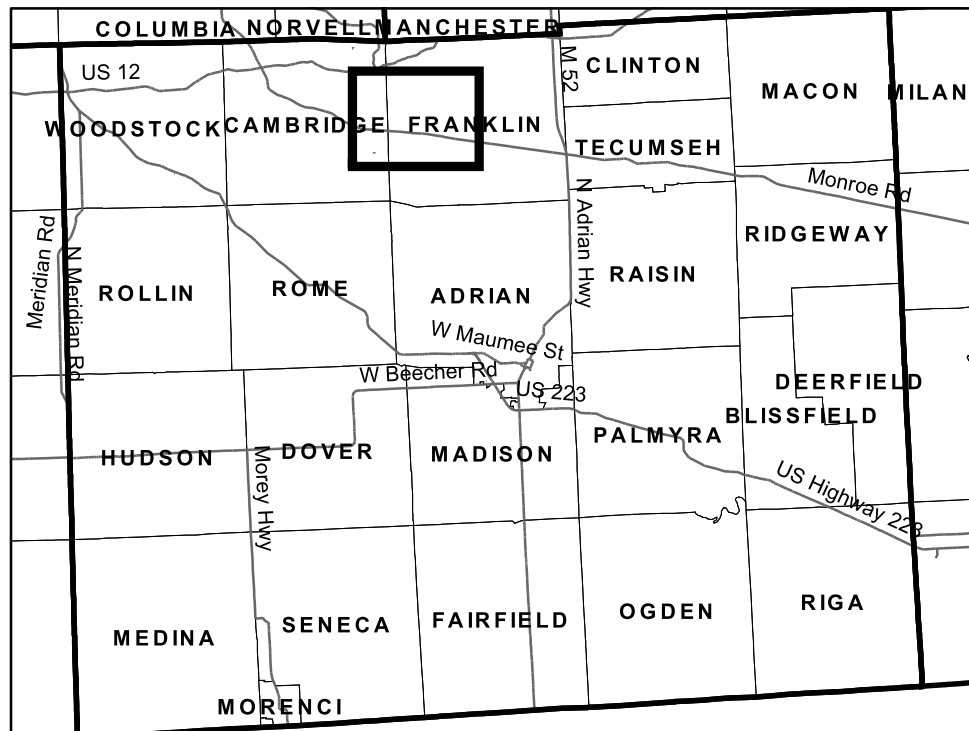 COLUMBIA NORVELL MANCHESTER
US 12
M 52
CLINTON
MACON
MILAN
WOODSTOCK
CAMBRIDGE
FRANKLIN
TECUMSEH
Monroe Rd
Meridian Rd
N Meridian Rd
N Adrian Hwy
RIDGEWAY
RAISIN
ROLLIN
ROME
ADRIAN
W Maumee St
W Beecher Rd
US 223
DEERFIELD
BLISSFIELD
PALMYRA
HUDSON
DOVER
MADISON
Morey Hwy
US Highway 223
MEDINA
SENECA
FAIRFIELD
OGDEN
RIGA
MORENCI